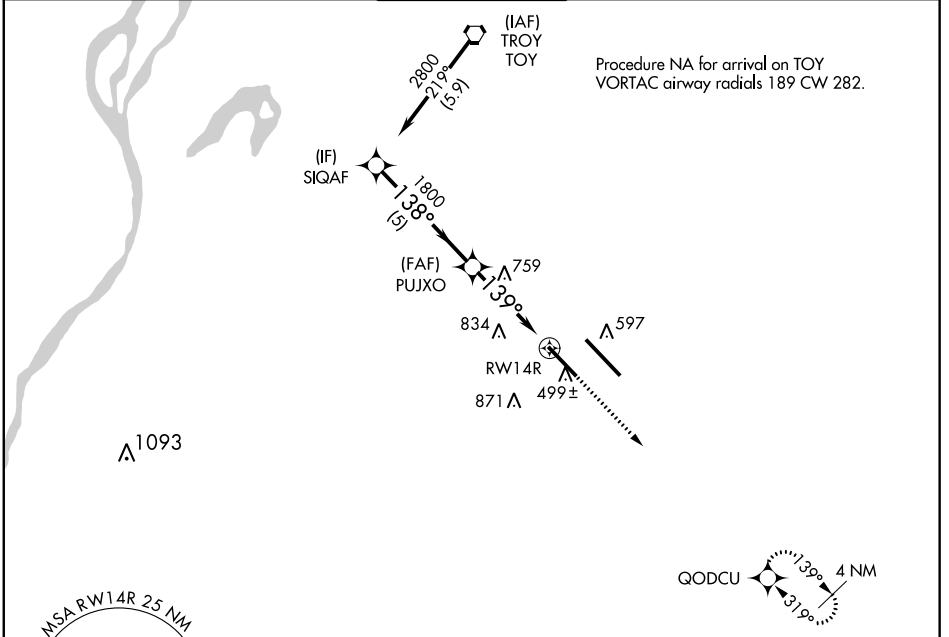 (IAF)
TROY
TOY
Procedure NA for arrival on TOY
VORTAC airway radials 189 CW 282.
2800
219°
(5.9)
(IF)
SIQAF
1800
138°
(5)
(FAF)
PUJXO
759
139°
834
597
RW14R
499±
871
1093
QODCU
139°
4 NM
319°
MSA RW14R 25 NM